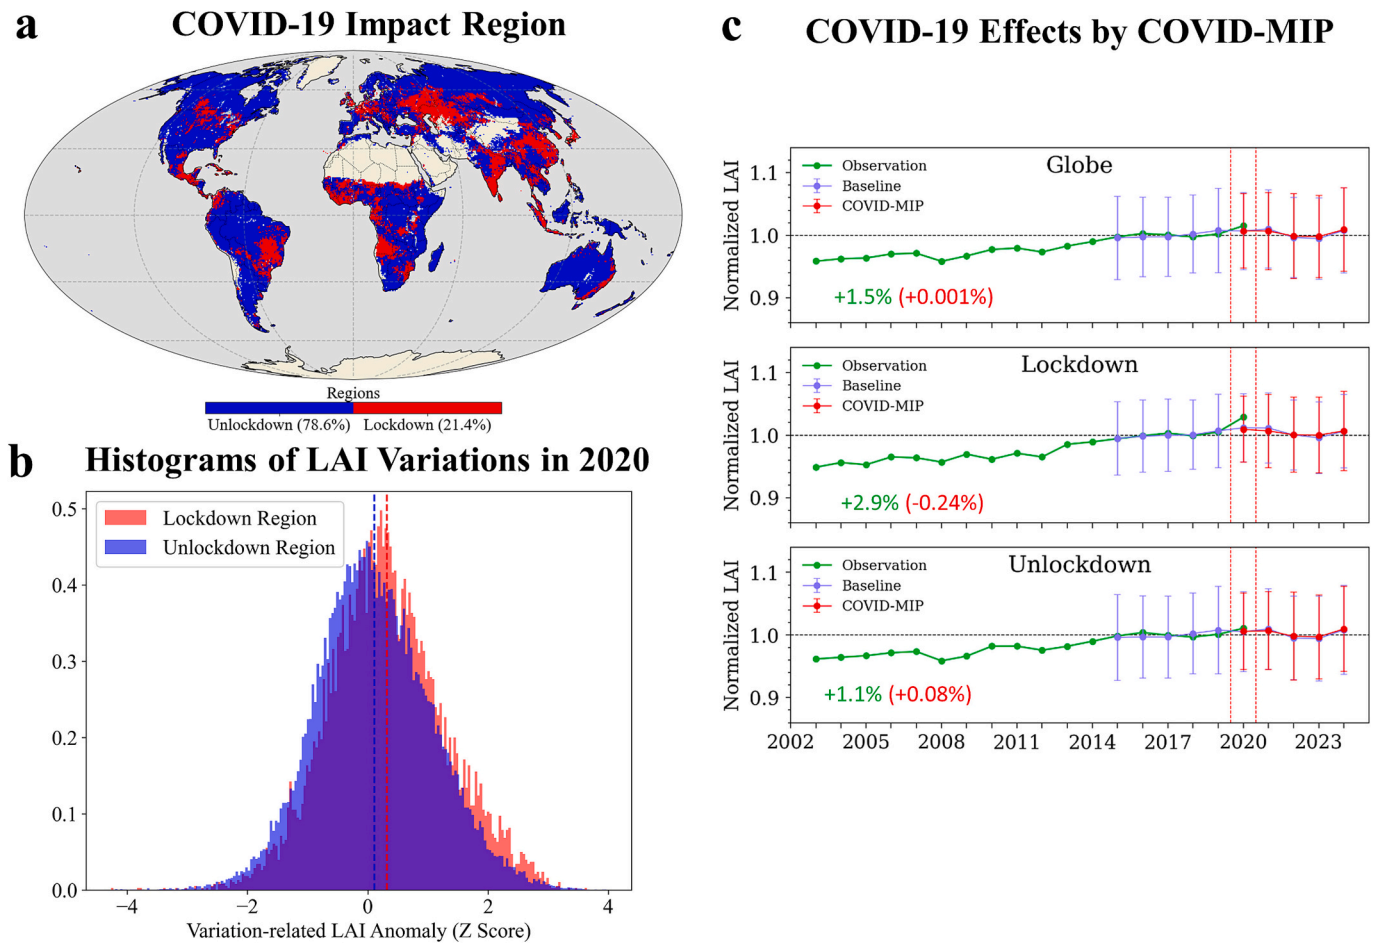 a
COVID-19 Impact Region
Regions
Unlockdown (78.6%) Lockdown (21.4%)
b
Histograms of LAI Variations in 2020
Lockdown Region
Unlockdown Region
0.5
0.4
0.3
0.2
0.1
0.0
−4 −2 0 2 4
Variation-related LAI Anomaly (Z Score)
c
COVID-19 Effects by COVID-MIP
Globe
Observation
Baseline
COVID-MIP
Normalized LAI
1.1
1.0
0.9
+1.5% (+0.001%)
Lockdown
Observation
Baseline
COVID-MIP
Normalized LAI
1.1
1.0
0.9
+2.9% (-0.24%)
Unlockdown
Observation
Baseline
COVID-MIP
Normalized LAI
1.1
1.0
0.9
+1.1% (+0.08%)
2002 2005 2008 2011 2014 2017 2020 2023